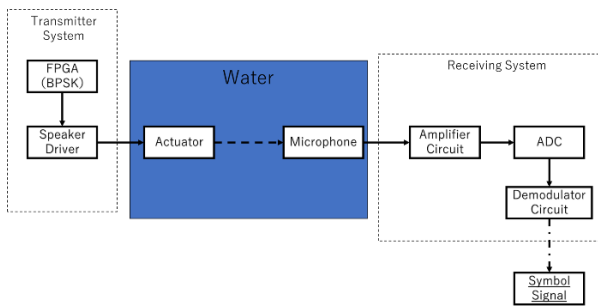 Transmitter
System
FPGA
(BPSK)
Speaker
Driver
Water
Actuator
Microphone
Receiving System
Amplifier
Circuit
ADC
Demodulator
Circuit
Symbol
Signal